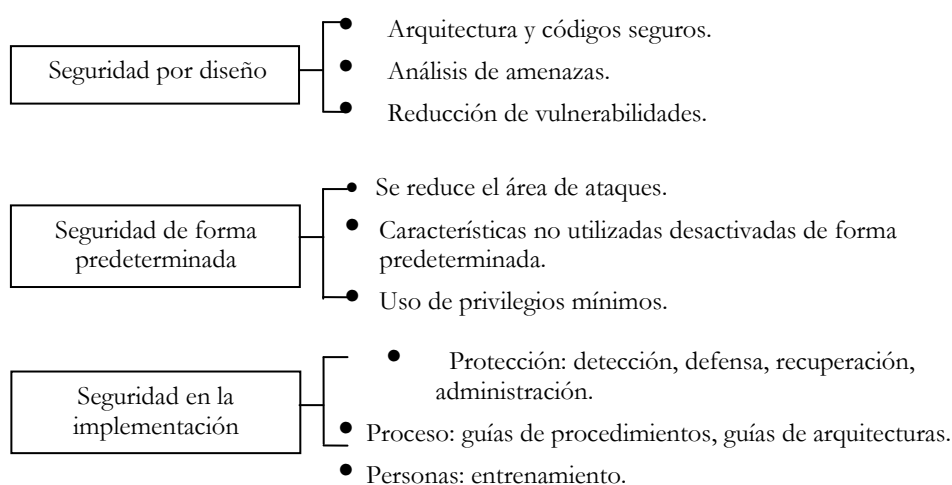 Seguridad por diseño
• Arquitectura y códigos seguros.
• Análisis de amenazas.
• Reducción de vulnerabilidades.
Seguridad de forma
predeterminada
• Se reduce el área de ataques.
• Características no utilizadas desactivadas de forma
predeterminada.
• Uso de privilegios mínimos.
Seguridad en la
implementación
• Protección: detección, defensa, recuperación,
administración.
• Proceso: guías de procedimientos, guías de arquitecturas.
• Personas: entrenamiento.